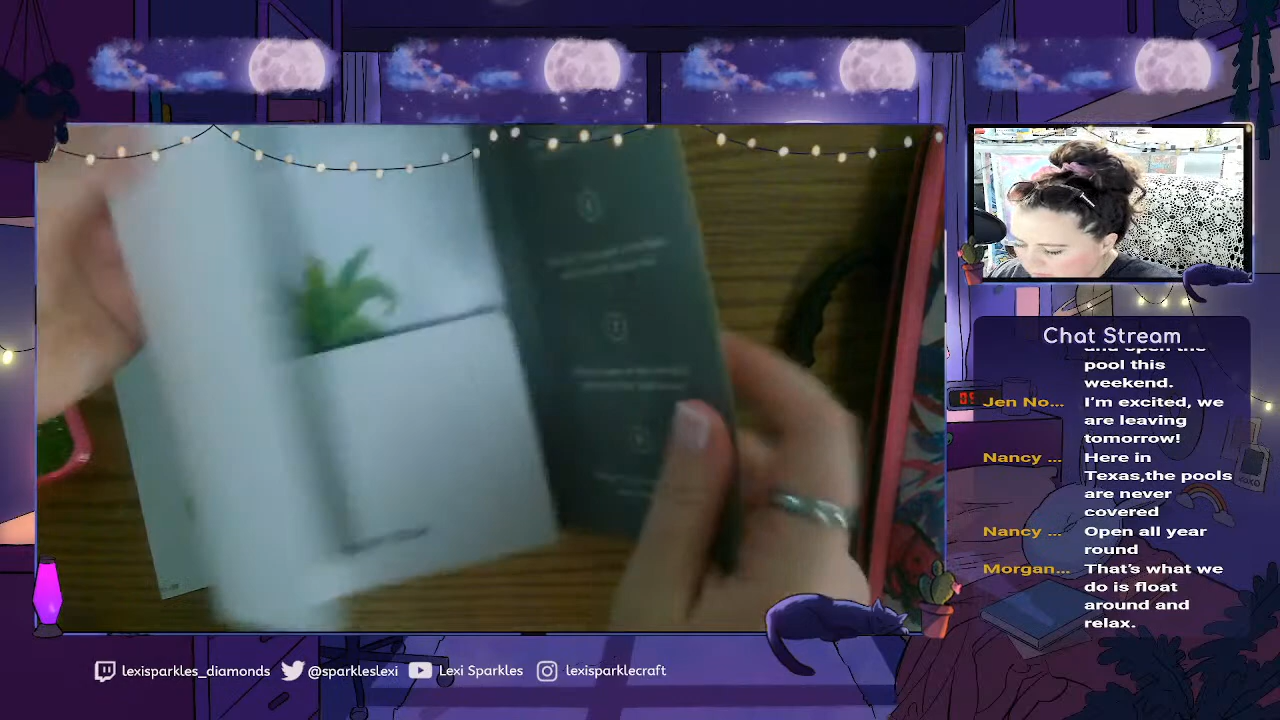 Chat Stream
and open the
pool this
weekend.
Jen No... I'm excited, we
are leaving
tomorrow!
Nancy ... Here in
Texas,the pools
are never
covered
Nancy ... Open all year
round
Morgan... That's what we
do is float
around and
relax.
xoxo
lexisparkles_diamonds @sparkleslexi Lexi Sparkles lexisparklecraft